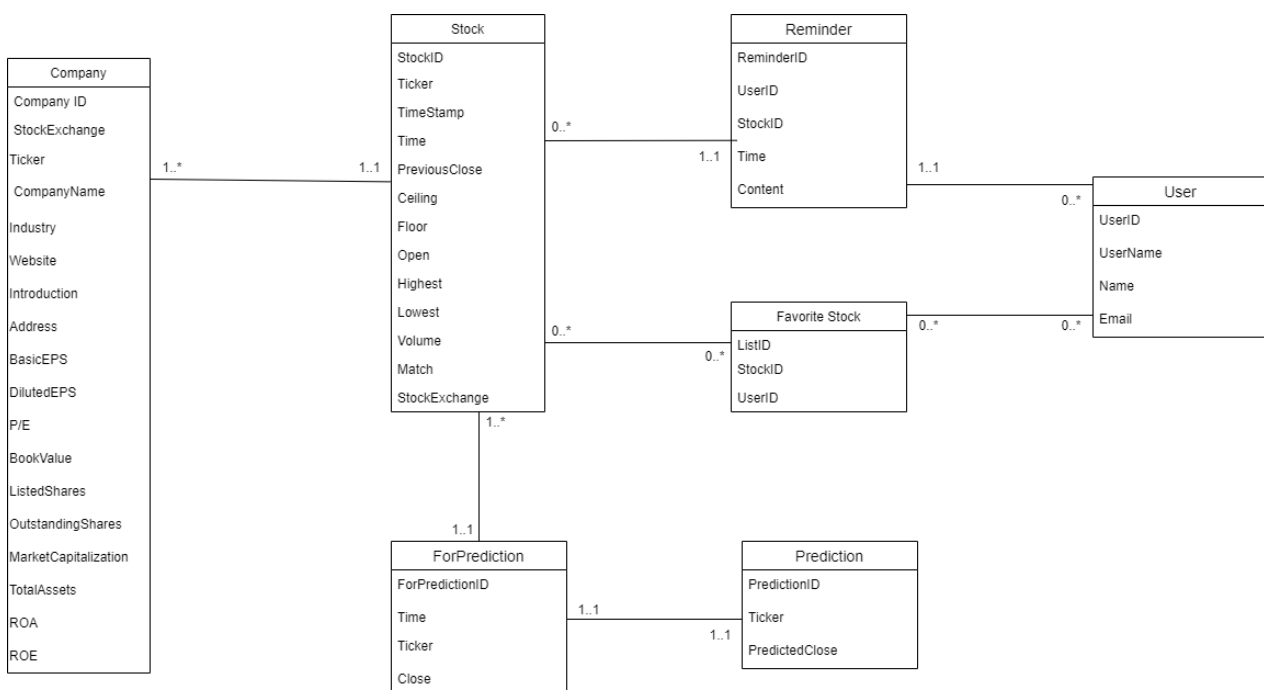 Company
Company ID
StockExchange
Ticker
CompanyName
Industry
Website
Introduction
Address
BasicEPS
DilutedEPS
P/E
BookValue
ListedShares
OutstandingShares
MarketCapitalization
TotalAssets
ROA
ROE
1..*
1..1
Stock
StockID
Ticker
TimeStamp
Time
PreviousClose
Ceiling
Floor
Open
Highest
Lowest
Volume
Match
StockExchange
0..*
1..1
Reminder
ReminderID
UserID
StockID
Time
Content
1..1
0..*
User
UserID
UserName
Name
Email
0..*
0..*
Favorite Stock
ListID
StockID
UserID
0..*
0..*
1..*
1..1
ForPrediction
ForPredictionID
Time
Ticker
Close
1..1
1..1
Prediction
PredictionID
Ticker
PredictedClose